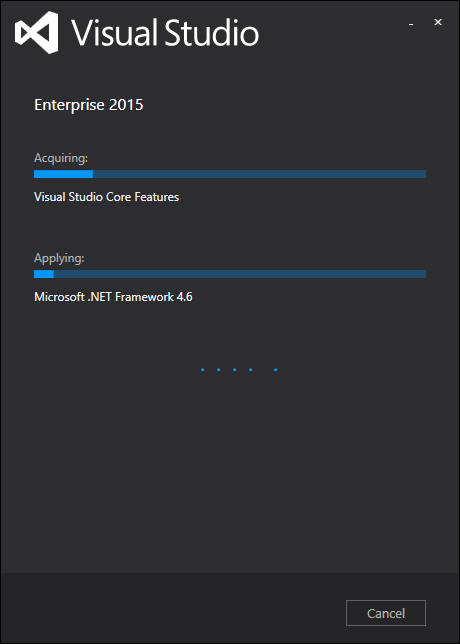 Visual Studio
Enterprise 2015
Acquiring:
Visual Studio Core Features
Applying:
Microsoft .NET Framework 4.6
Cancel